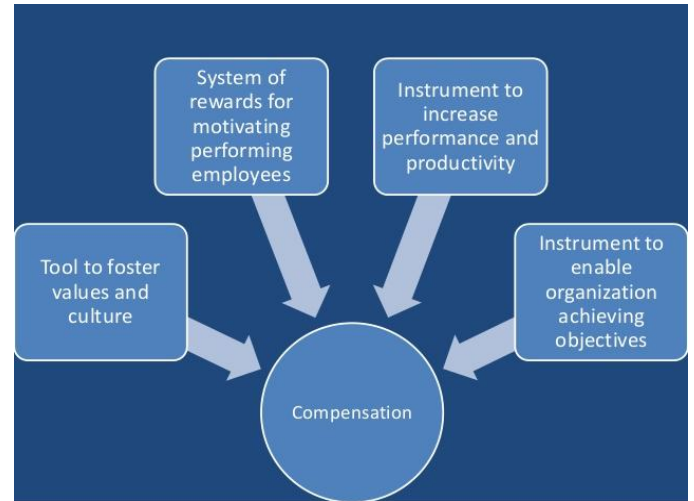 System of
rewards for
motivating
performing
employees
Instrument to
increase
performance and
productivity
Tool to foster
values and
culture
Instrument to
enable
organization
achieving
objectives
Compensation